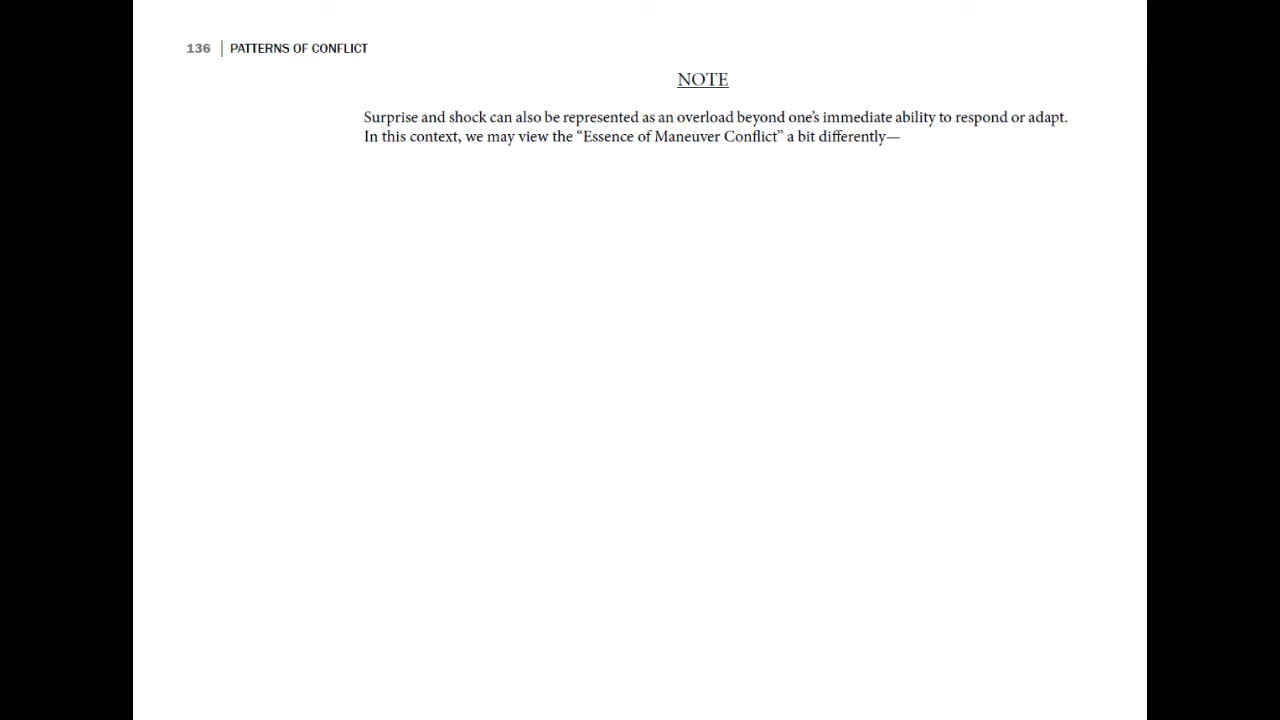 136 | PATTERNS OF CONFLICT
NOTE
Surprise and shock can also be represented as an overload beyond one’s immediate ability to respond or adapt.
In this context, we may view the “Essence of Maneuver Conflict” a bit differently—